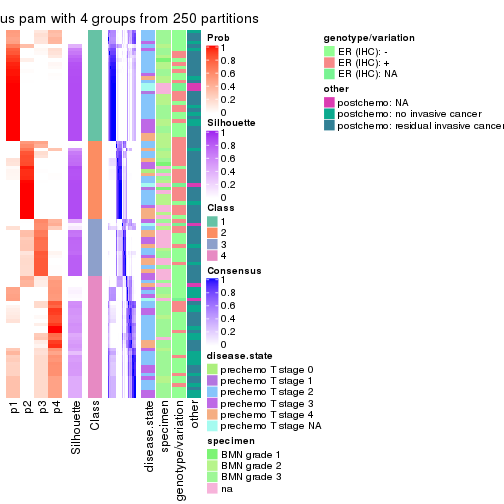 us pam with 4 groups from 250 partitions
Prob
1
0.8
0.6
0.4
0.2
0
Silhouette
1
0.8
0.6
0.4
0.2
0
Class
1
2
3
4
Consensus
1
0.8
0.6
0.4
0.2
0
disease.state
prechemo T stage 0
prechemo T stage 1
prechemo T stage 2
prechemo T stage 3
prechemo T stage 4
prechemo T stage NA
specimen
BMN grade 1
BMN grade 2
BMN grade 3
na
genotype/variation
ER (IHC): -
ER (IHC): +
ER (IHC): NA
other
postchemo: NA
postchemo: no invasive cancer
postchemo: residual invasive cancer
p1
p2
p3
p4
Silhouette
Class
disease.state
specimen
genotype/variation
other